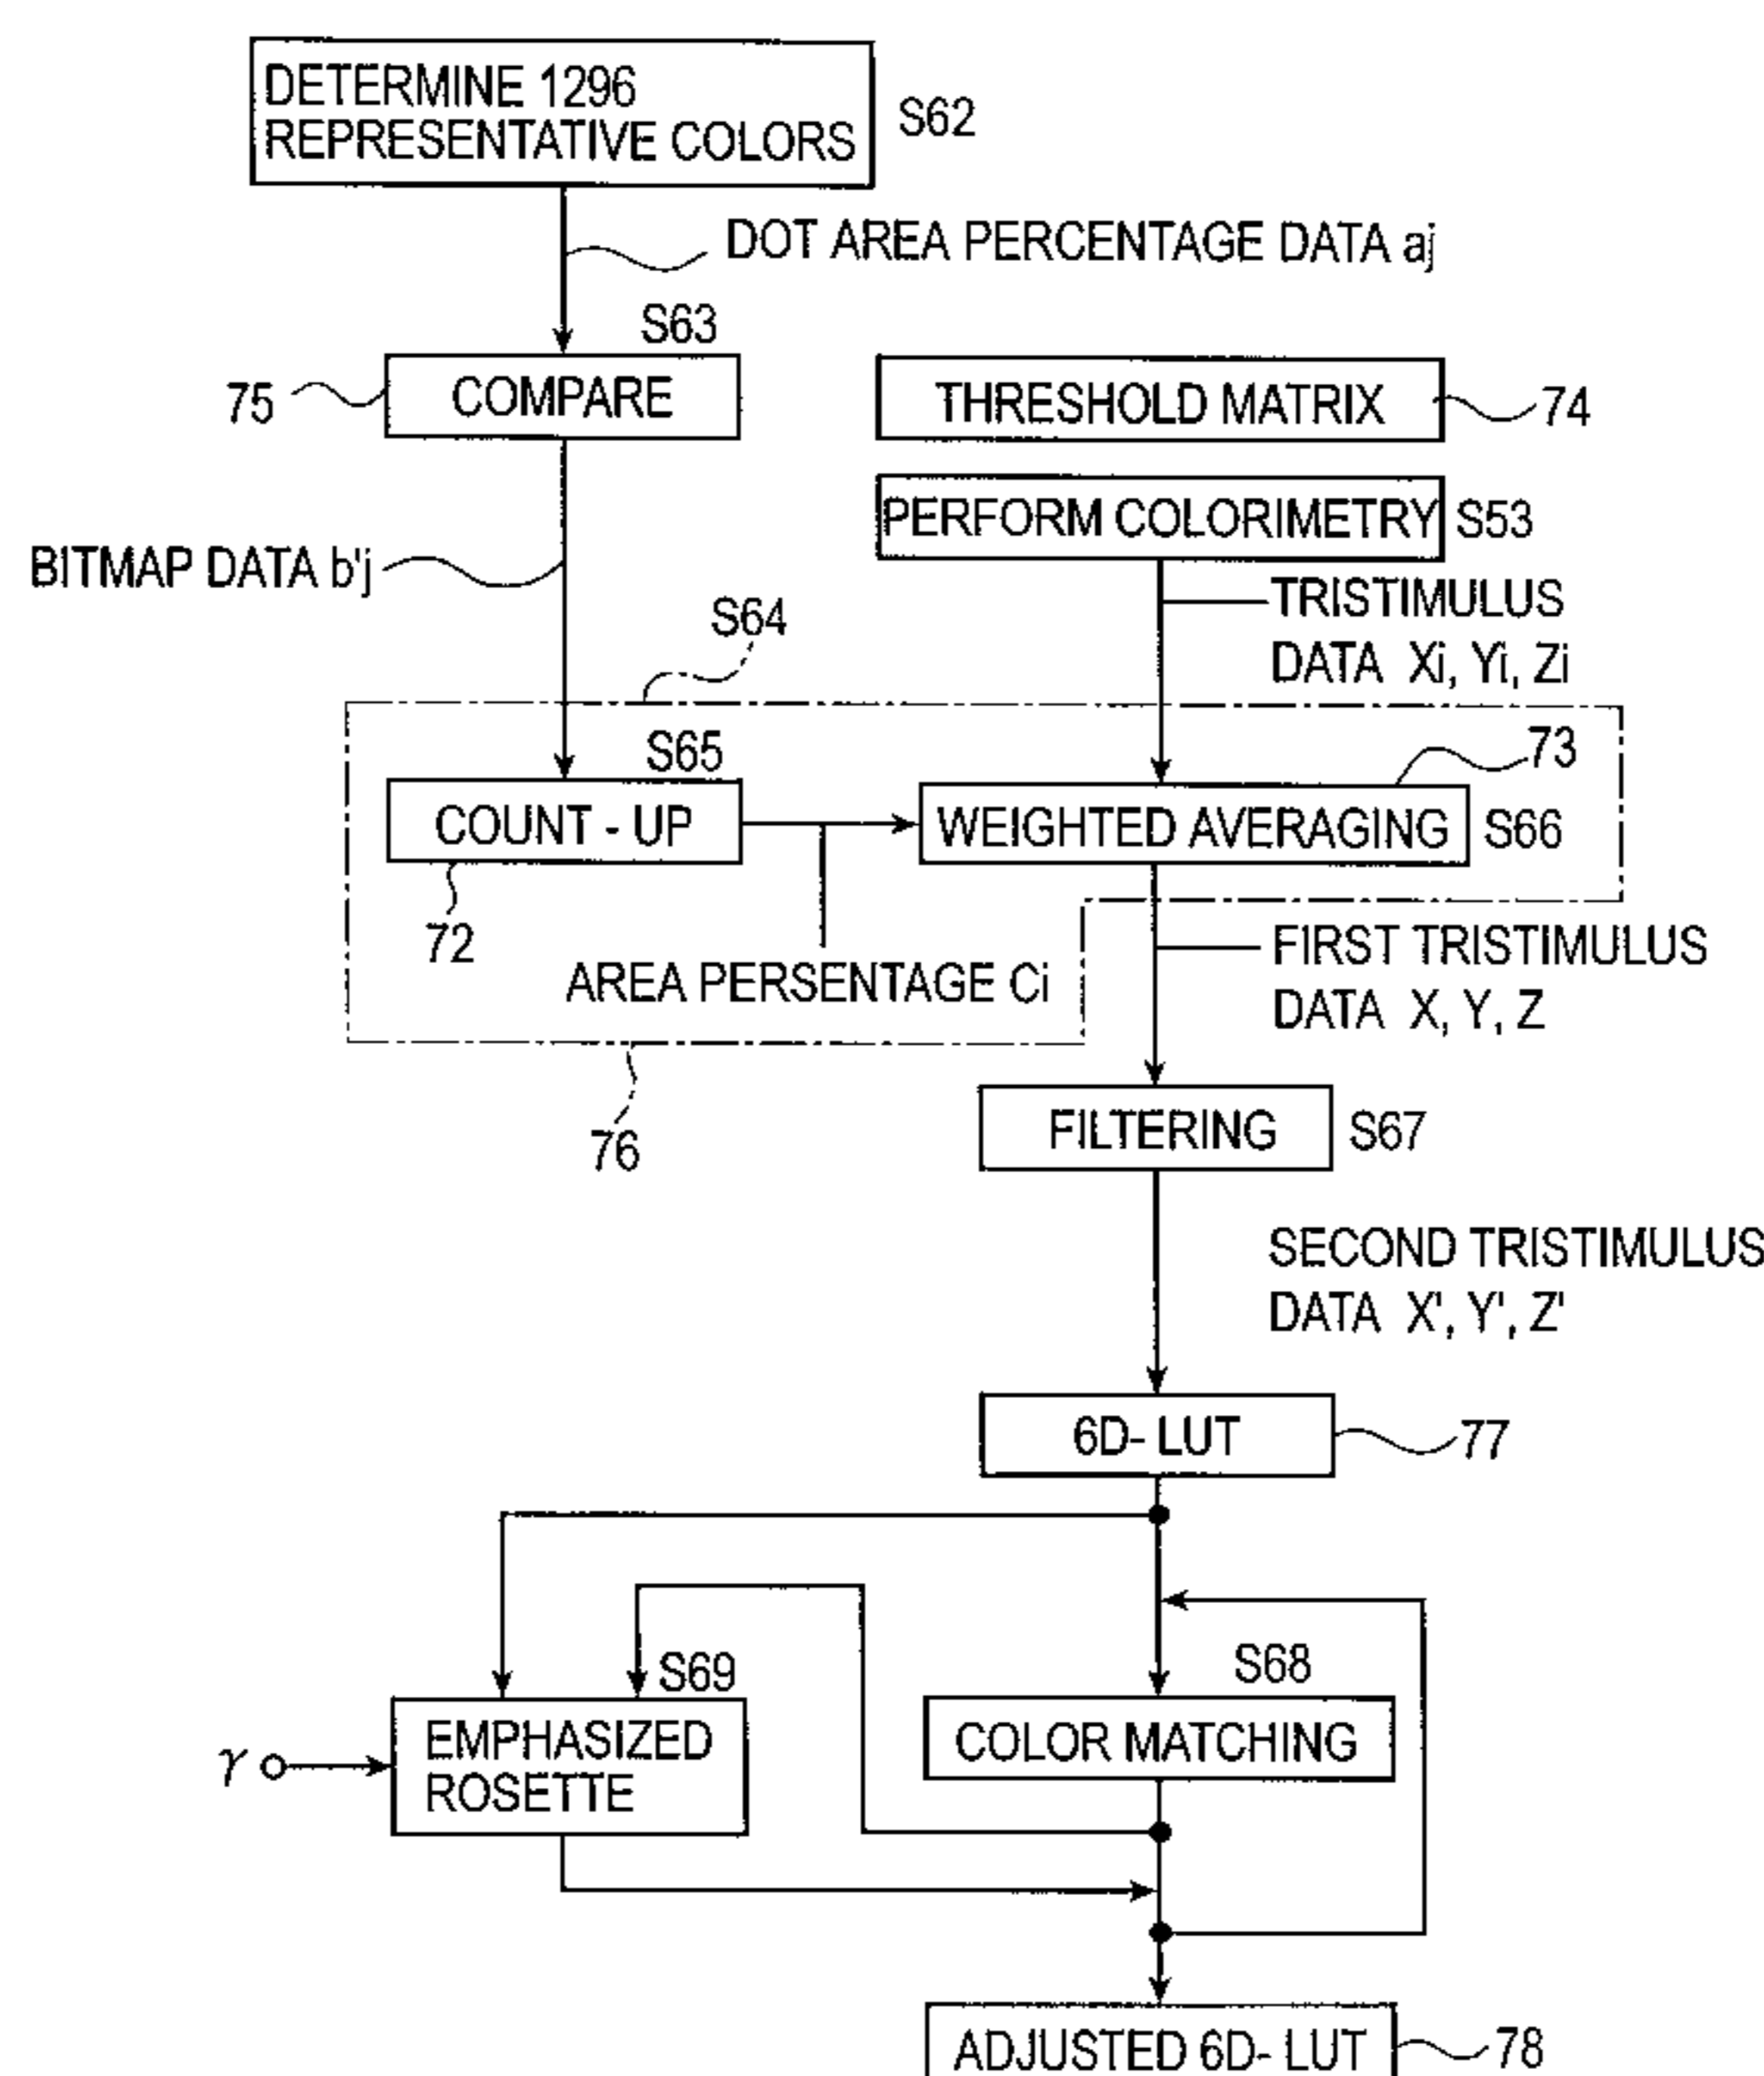 DETERMINE 1296
REPRESENTATIVE COLORS
S62
DOT AREA PERCENTAGE DATA aj
S63
COMPARE
75
THRESHOLD MATRIX
74
PERFORM COLORIMETRY
S53
BITMAP DATA b'j
TRISTIMULUS
DATA Xi, Yi, Zi
S64
S65
73
COUNT - UP
WEIGHTED AVERAGING
S66
72
AREA PERSENTAGE Ci
FIRST TRISTIMULUS
DATA X, Y, Z
76
FILTERING
S67
SECOND TRISTIMULUS
DATA X', Y', Z'
6D- LUT
77
S69
S68
EMPHASIZED
ROSETTE
COLOR MATCHING
γ
ADJUSTED 6D- LUT
78